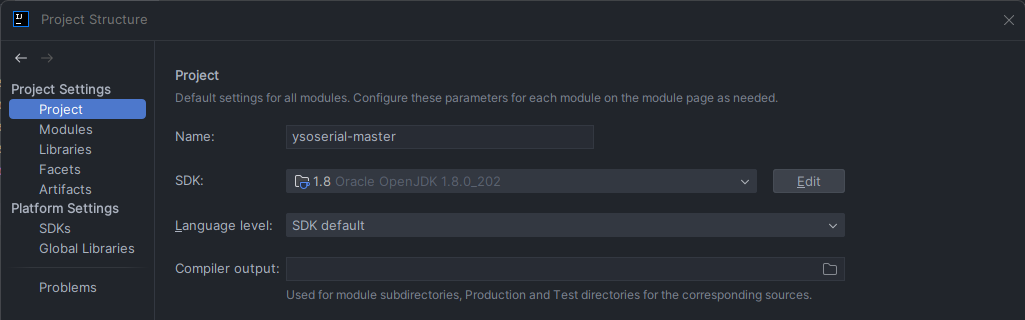 Project Structure
Project Settings
Project
Modules
Libraries
Facets
Artifacts
Platform Settings
SDKs
Global Libraries
Problems
Project
Default settings for all modules. Configure these parameters for each module on the module page as needed.
Name: ysoserial-master
SDK: 1.8 Oracle OpenJDK 1.8.0_202 Edit
Language level: SDK default
Compiler output:
Used for module subdirectories, Production and Test directories for the corresponding sources.